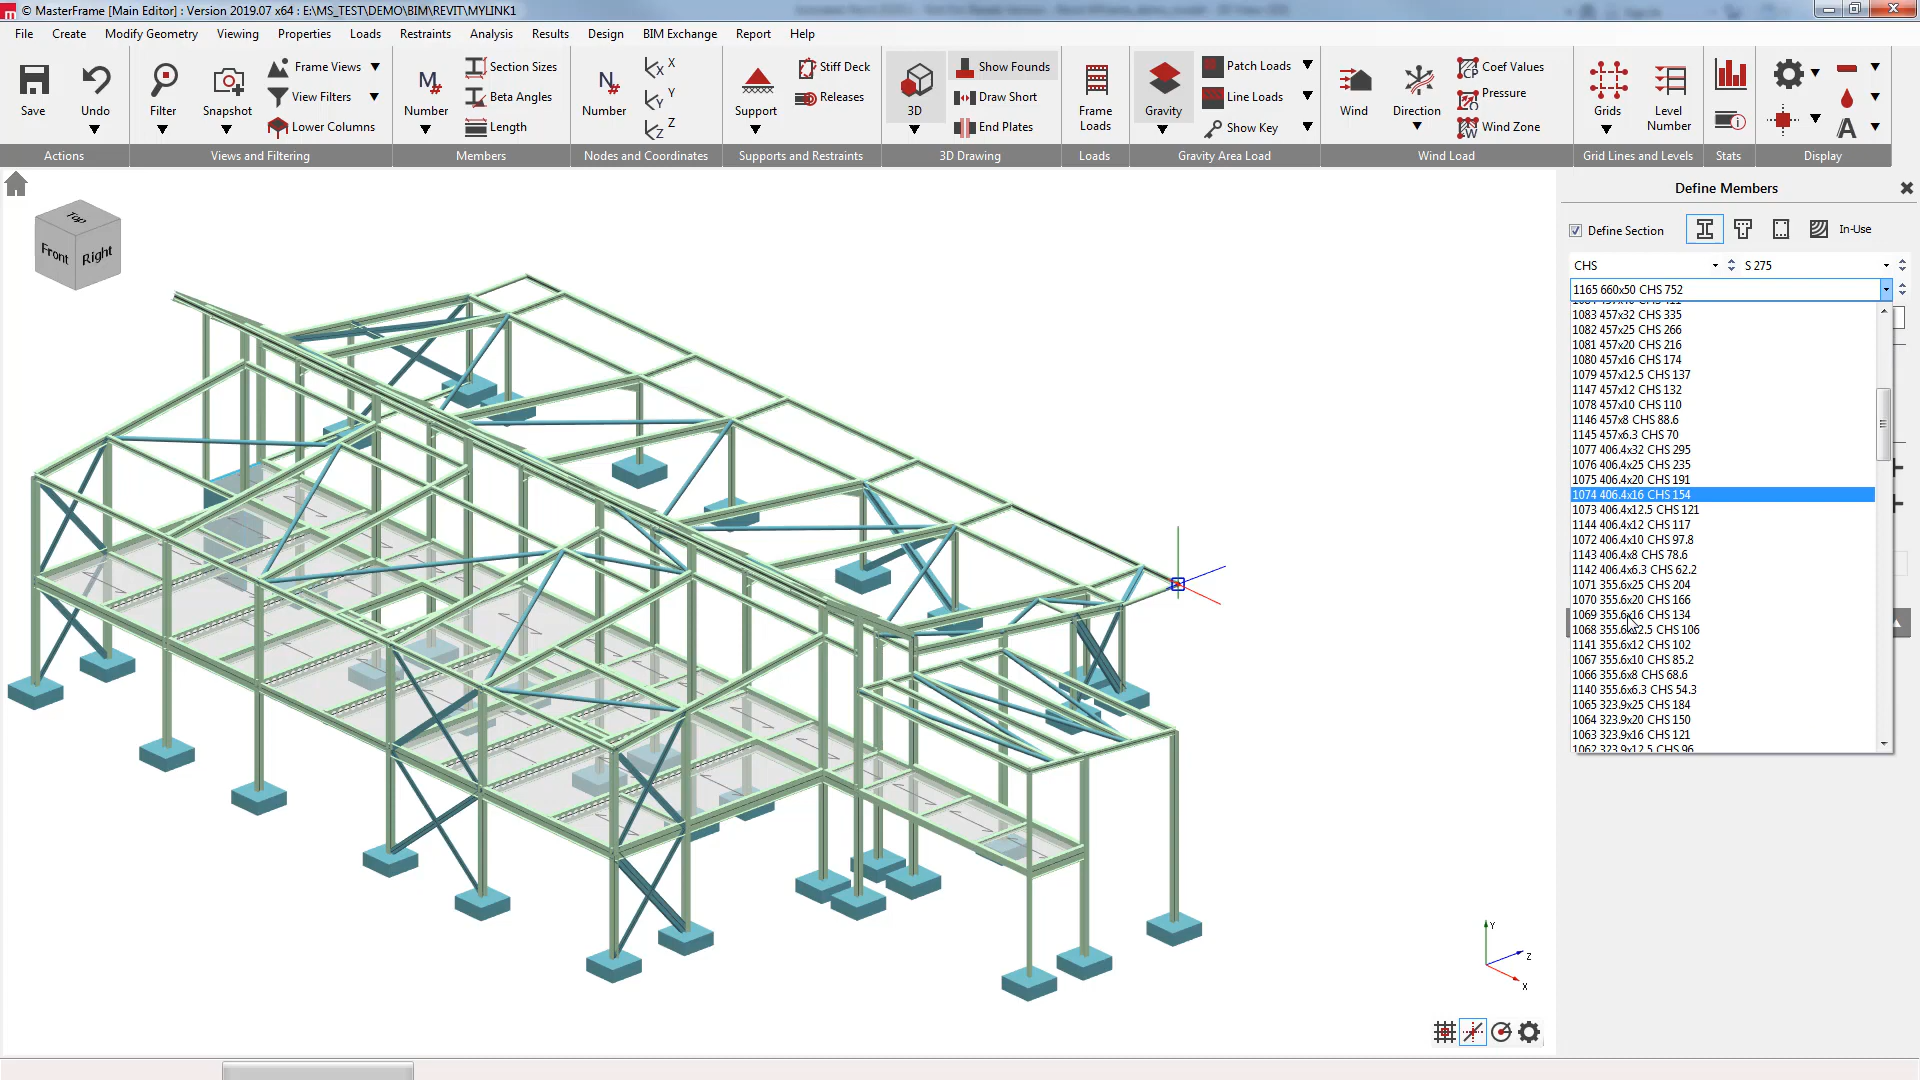 © MasterFrame [Main Editor] : Version 2019.07 x64 : E:\MS_TEST\DEMO\BIM\REVIT\MYLINK1
File Create Modify Geometry Viewing Properties Loads Restraints Analysis Results Design BIM Exchange Report Help
Save
Undo
Filter
Snapshot
Frame Views
View Filters
Lower Columns
Number
Section Sizes
Beta Angles
Length
Number
X
Y
Z
Support
Stiff Deck
Releases
3D
Show Founds
Draw Short
End Plates
Frame
Loads
Gravity
Patch Loads
Line Loads
Show Key
Wind
Direction
Coef Values
Pressure
Wind Zone
Grids
Level
Number
Actions Views and Filtering Members Nodes and Coordinates Supports and Restraints 3D Drawing Loads Gravity Area Load Wind Load Grid Lines and Levels Stats Display
Top
Front
Right
Define Members
Define Section In-Use
CHS S 275
1165 660x50 CHS 752
1083 457x32 CHS 335
1082 457x25 CHS 266
1081 457x20 CHS 216
1080 457x16 CHS 174
1079 457x12.5 CHS 137
1147 457x12 CHS 132
1078 457x10 CHS 110
1146 457x8 CHS 88.6
1145 457x6.3 CHS 70
1077 406.4x32 CHS 295
1076 406.4x25 CHS 235
1075 406.4x20 CHS 191
1074 406.4x16 CHS 154
1073 406.4x12.5 CHS 121
1144 406.4x12 CHS 117
1072 406.4x10 CHS 97.8
1143 406.4x8 CHS 78.6
1142 406.4x6.3 CHS 62.2
1071 355.6x25 CHS 204
1070 355.6x20 CHS 166
1069 355.6x16 CHS 134
1068 355.6x12.5 CHS 106
1141 355.6x12 CHS 102
1067 355.6x10 CHS 85.2
1066 355.6x8 CHS 68.6
1140 355.6x6.3 CHS 54.3
1065 323.9x25 CHS 184
1064 323.9x20 CHS 150
1063 323.9x16 CHS 121
1062 323.9x12.5 CHS 96
Y
Z
X